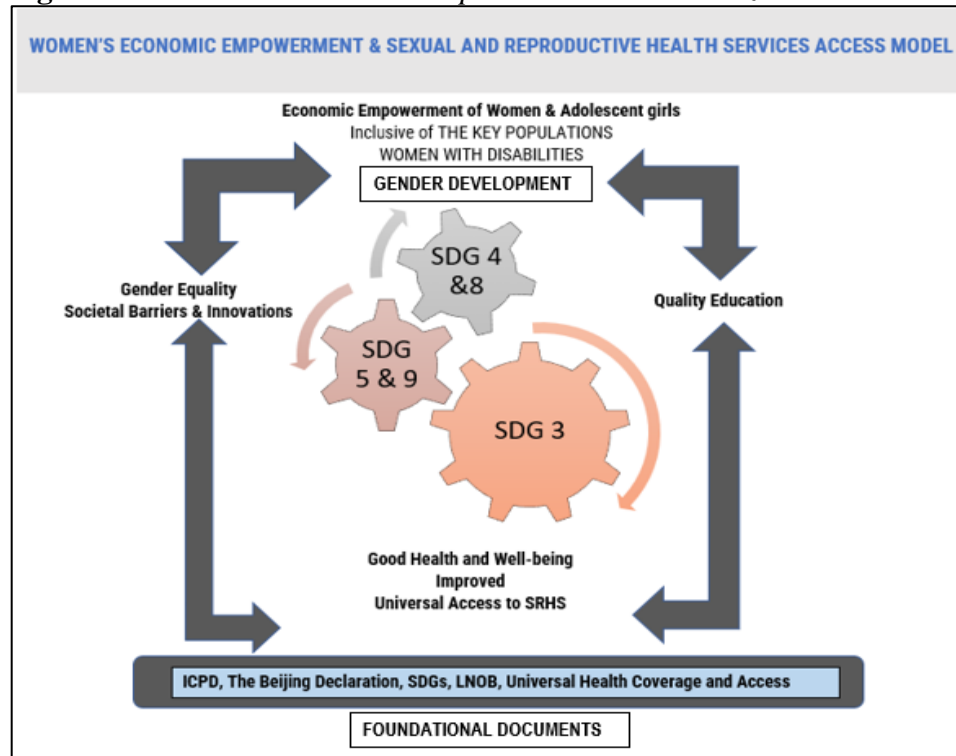 WOMEN'S ECONOMIC EMPOWERMENT & SEXUAL AND REPRODUCTIVE HEALTH SERVICES ACCESS MODEL
Economic Empowerment of Women & Adolescent girls
Inclusive of THE KEY POPULATIONS
WOMEN WITH DISABILITIES
GENDER DEVELOPMENT
SDG 4
&8
Gender Equality
Societal Barriers & Innovations
Quality Education
SDG
5 & 9
SDG 3
Good Health and Well-being
Improved
Universal Access to SRHS
ICPD, The Beijing Declaration, SDGs, LNOB, Universal Health Coverage and Access
FOUNDATIONAL DOCUMENTS